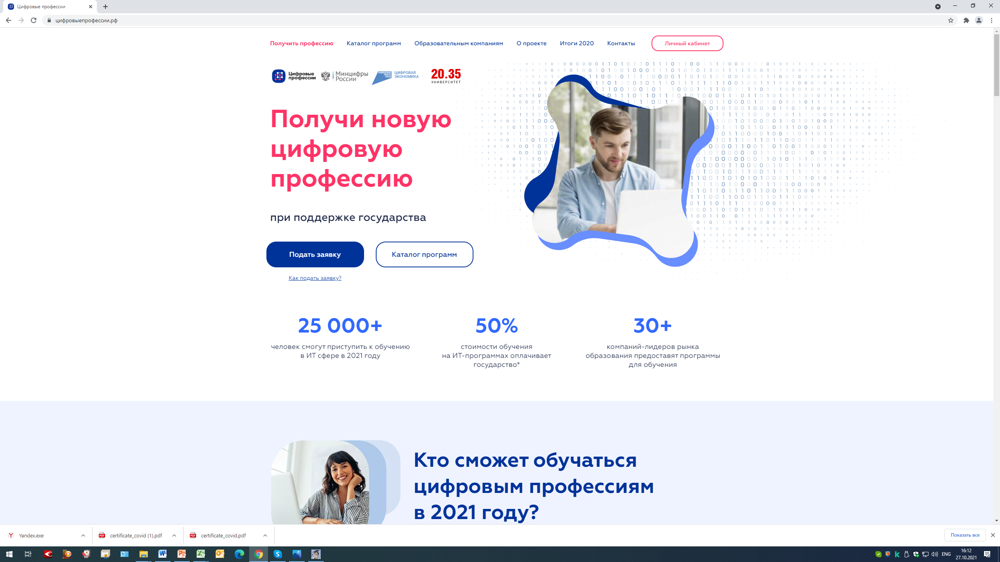 Цифровые профессии
цифровыепрофессии.рф
Получить профессию
Каталог программ
Образовательным компаниям
О проекте
Итоги 2020
Контакты
Личный кабинет
Цифровые
профессии
Минцифры
России
НАЦИОНАЛЬНЫЕ
ПРОЕКТЫ
РОССИИ
ЦИФРОВАЯ
ЭКОНОМИКА
20.35
УНИВЕРСИТЕТ
Получи новую
цифровую
профессию
при поддержке государства
Подать заявку
Каталог программ
Как подать заявку?
25 000+
человек смогут приступить к обучению
в ИТ сфере в 2021 году
50%
стоимости обучения
на ИТ-программах оплачивает
государство*
30+
компаний-лидеров рынка
образования предоставят программы
для обучения
Кто сможет обучаться
цифровым профессиям
в 2021 году?
Yandex.exe
certificate_covid (1).pdf
certificate_covid.pdf
Показать все
ENG
16:12
27.10.2021